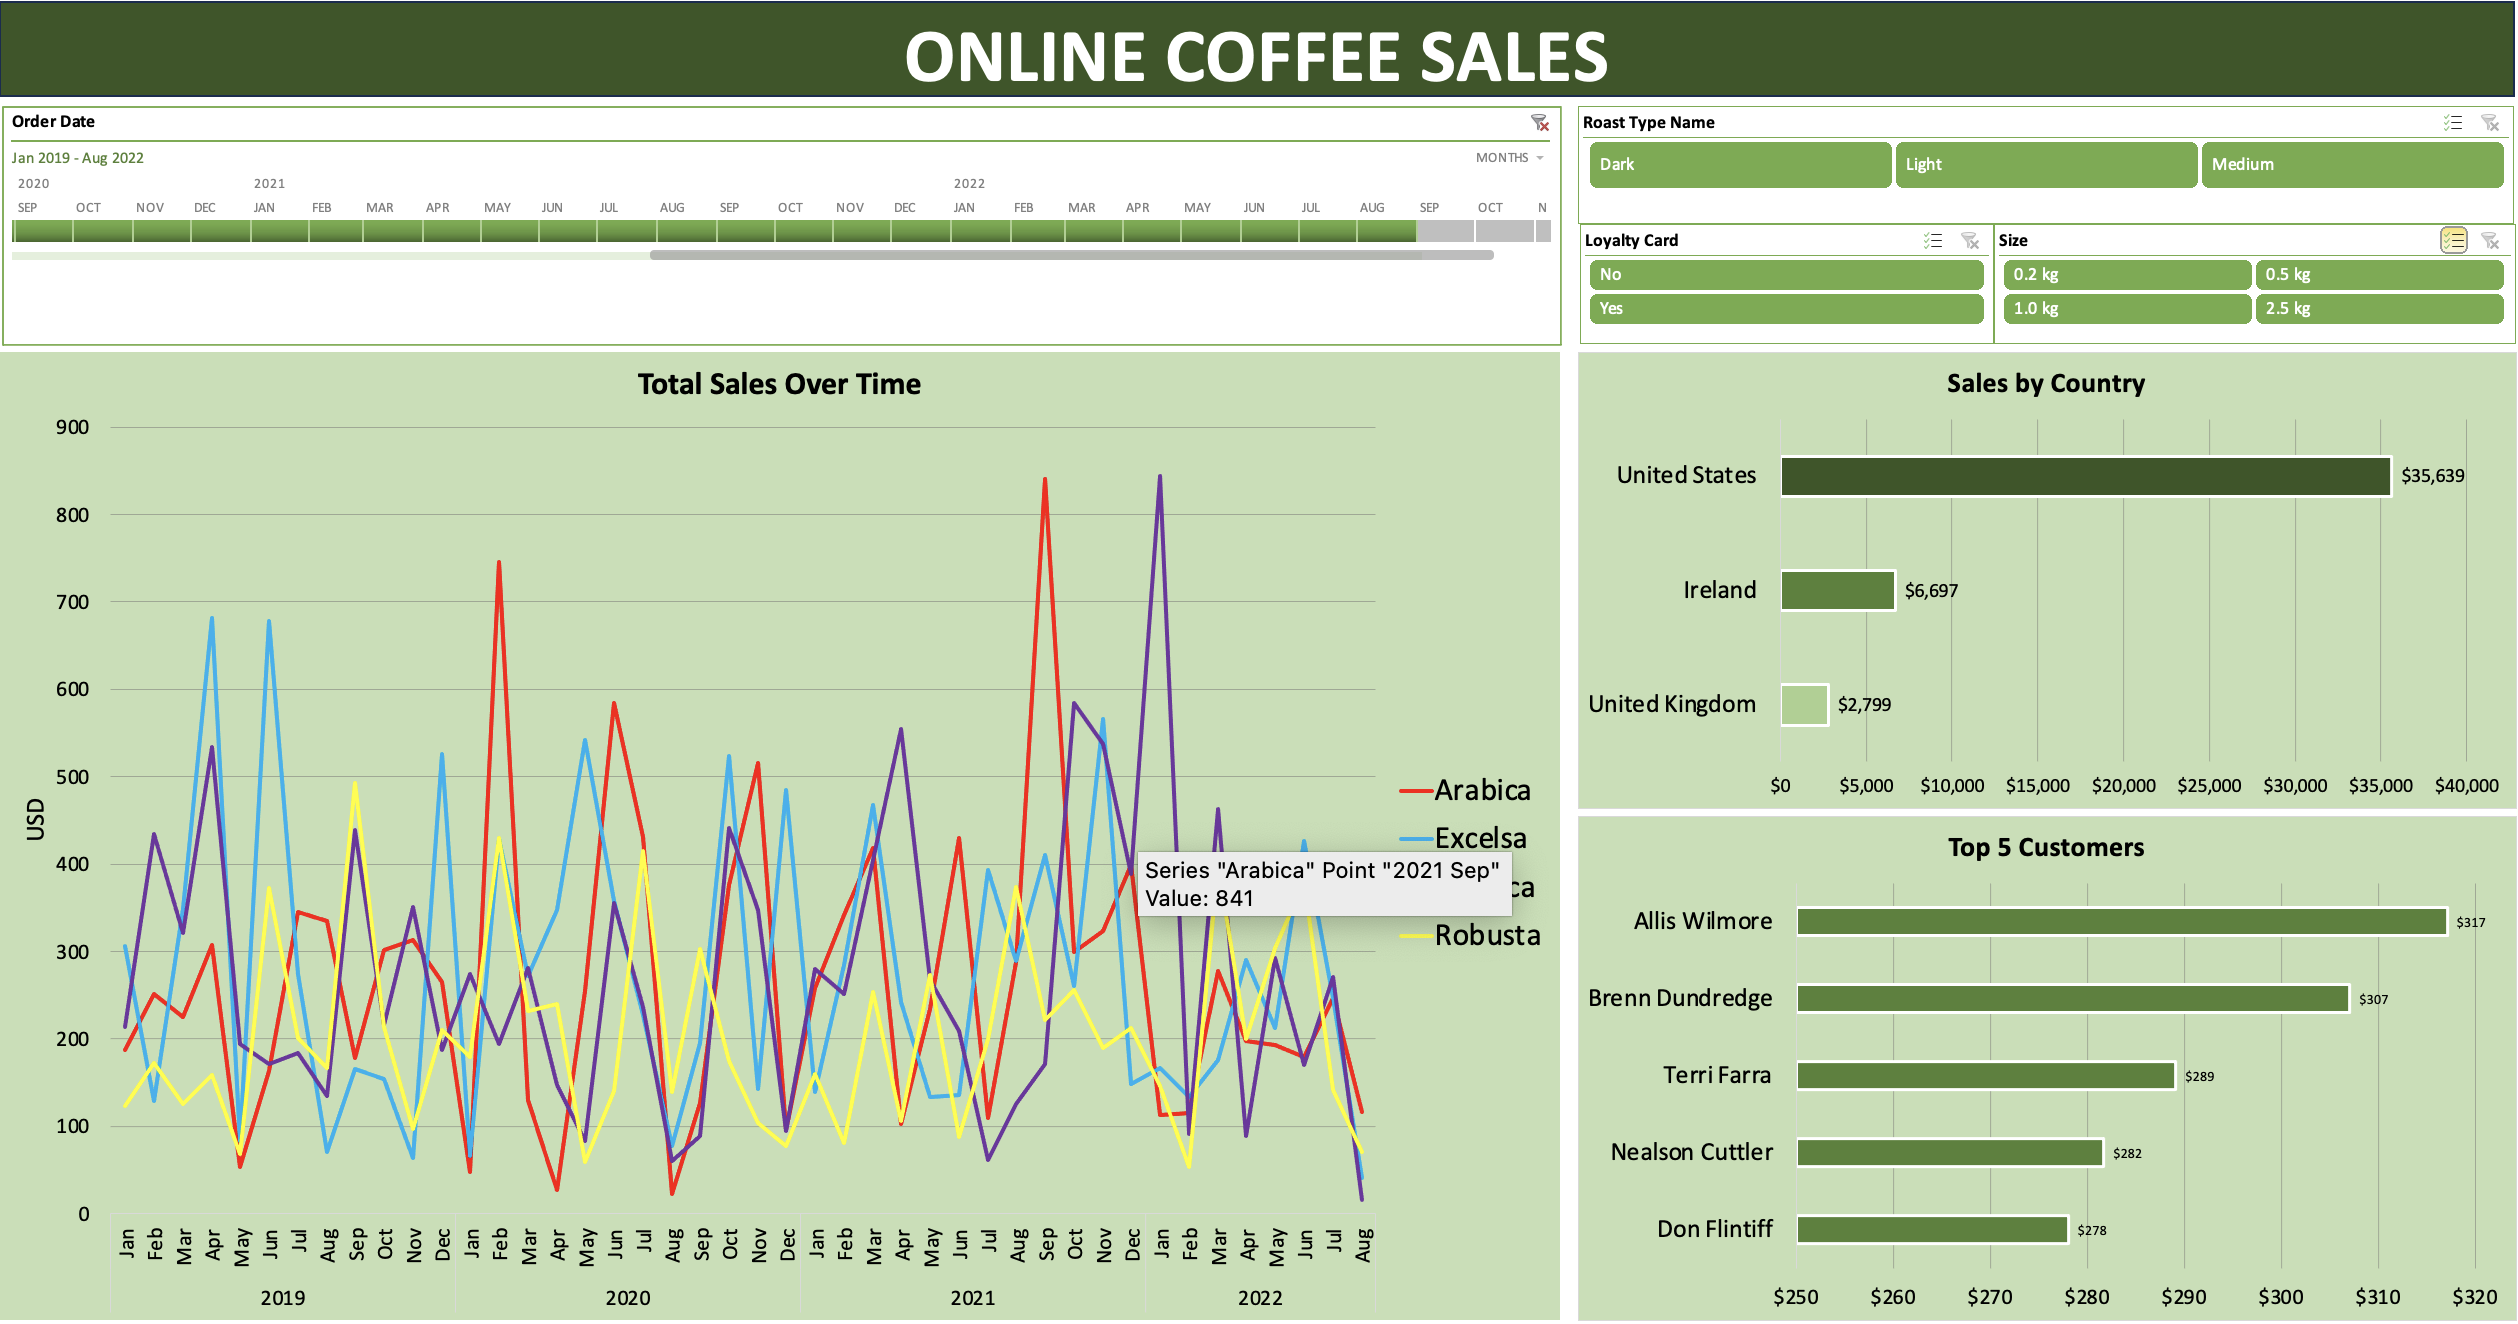 ONLINE COFFEE SALES
Order Date
Jan 2019 - Aug 2022
MONTHS
2020 2021 2022
SEP OCT NOV DEC JAN FEB MAR APR MAY JUN JUL AUG SEP OCT NOV DEC JAN FEB MAR APR MAY JUN JUL AUG SEP OCT N
Roast Type Name
Dark Light Medium
Loyalty Card
No
Yes
Size
0.2 kg 0.5 kg
1.0 kg 2.5 kg
Total Sales Over Time
900
800
700
600
500
400
300
200
100
0
USD
Jan Feb Mar Apr May Jun Jul Aug Sep Oct Nov Dec Jan Feb Mar Apr May Jun Jul Aug Sep Oct Nov Dec Jan Feb Mar Apr May Jun Jul Aug Sep Oct Nov Dec Jan Feb Mar Apr May Jun Jul Aug
2019 2020 2021 2022
Arabica
Excelsa
ca
Robusta
Series "Arabica" Point "2021 Sep"
Value: 841
Sales by Country
United States $35,639
Ireland $6,697
United Kingdom $2,799
$0 $5,000 $10,000 $15,000 $20,000 $25,000 $30,000 $35,000 $40,000
Top 5 Customers
Allis Wilmore $317
Brenn Dundredge $307
Terri Farra $289
Nealson Cuttler $282
Don Flintiff $278
$250 $260 $270 $280 $290 $300 $310 $320